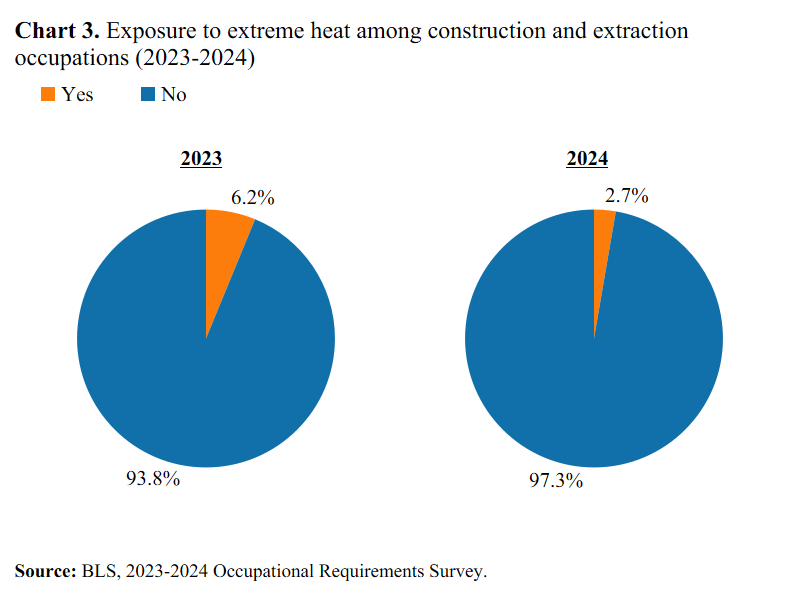 Chart 3. Exposure to extreme heat among construction and extraction
occupations (2023-2024)
Yes No
2023
6.2%
93.8%
2024
2.7%
97.3%
Source: BLS, 2023-2024 Occupational Requirements Survey.